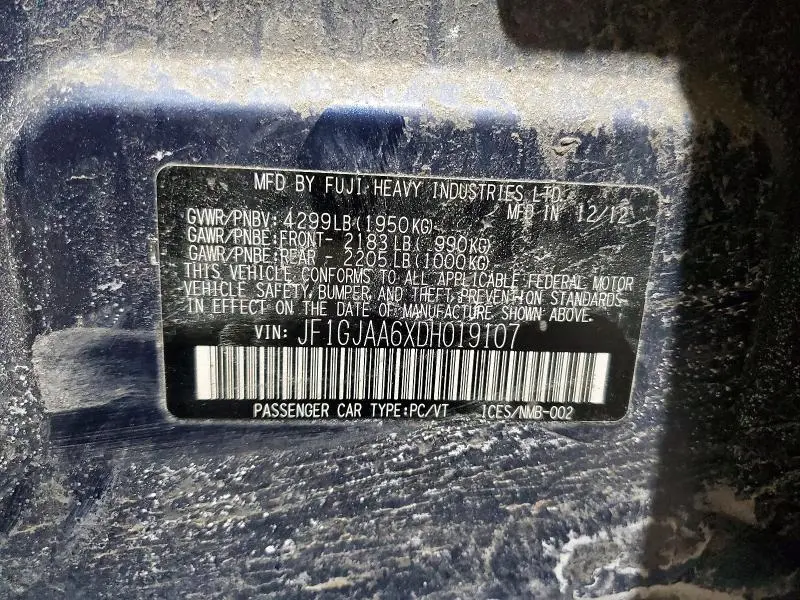 MFD BY FUJI HEAVY INDUSTRIES LTD.
MFD IN 12/12
GVWR/PNBV: 4299LB(1950KG)
GAWR/PNBE:FRONT- 2183LB( 990KG)
GAWR/PNBE:REAR - 2205LB(1000KG)
THIS VEHICLE CONFORMS TO ALL APPLICABLE FEDERAL MOTOR
VEHICLE SAFETY, BUMPER, AND THEFT PREVENTION STANDARDS
IN EFFECT ON THE DATE OF MANUFACTURE SHOWN ABOVE.
VIN: JF1GJAA6XDH019107
PASSENGER CAR TYPE:PC/VT ICES/NMB-002